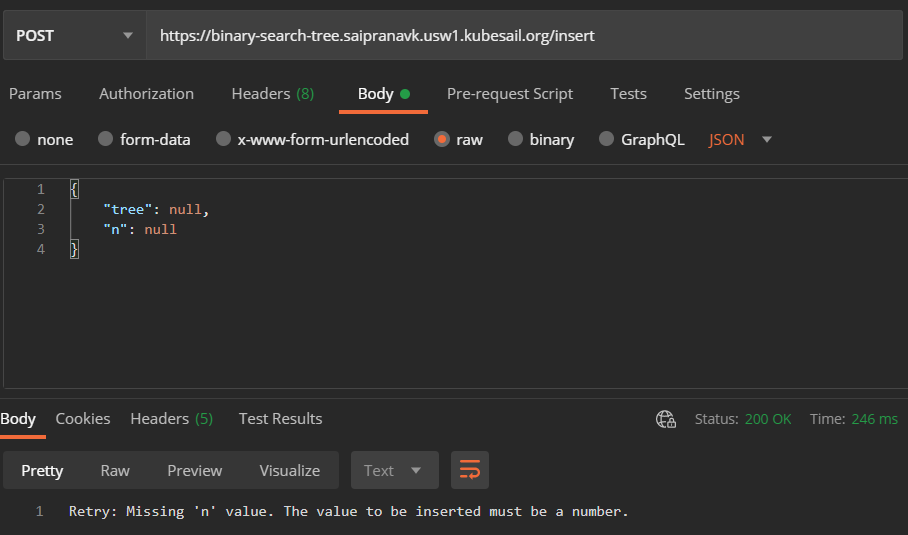 POST https://binary-search-tree.saipranavk.usw1.kubesail.org/insert
Params Authorization Headers (8) Body Pre-request Script Tests Settings
none form-data x-www-form-urlencoded raw binary GraphQL JSON
1 {
2 "tree": null,
3 "n": null
4 }
Body Cookies Headers (5) Test Results Status: 200 OK Time: 246 ms
Pretty Raw Preview Visualize Text
1 Retry: Missing 'n' value. The value to be inserted must be a number.